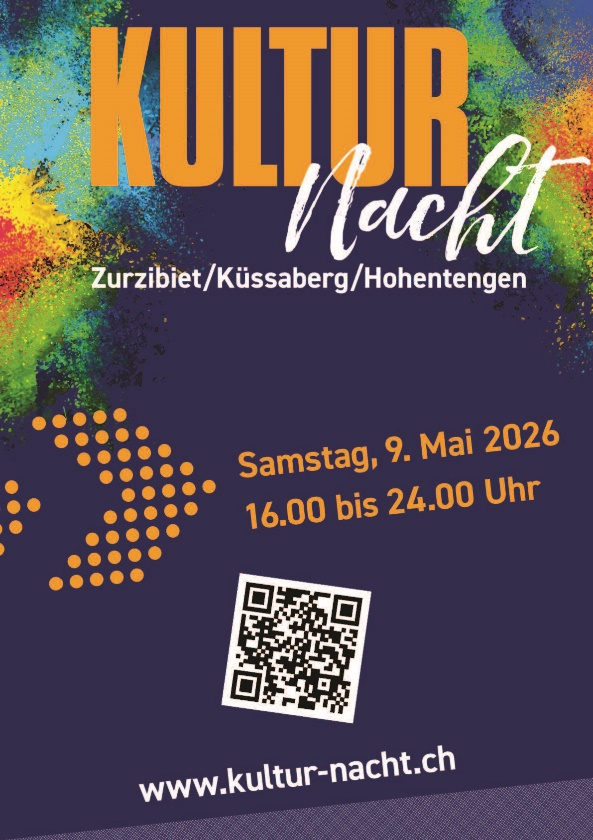 KULTUR
Nacht
Zurzibiet/Küssaberg/Hohentengen
Samstag, 9. Mai 2026
16.00 bis 24.00 Uhr
www.kultur-nacht.ch